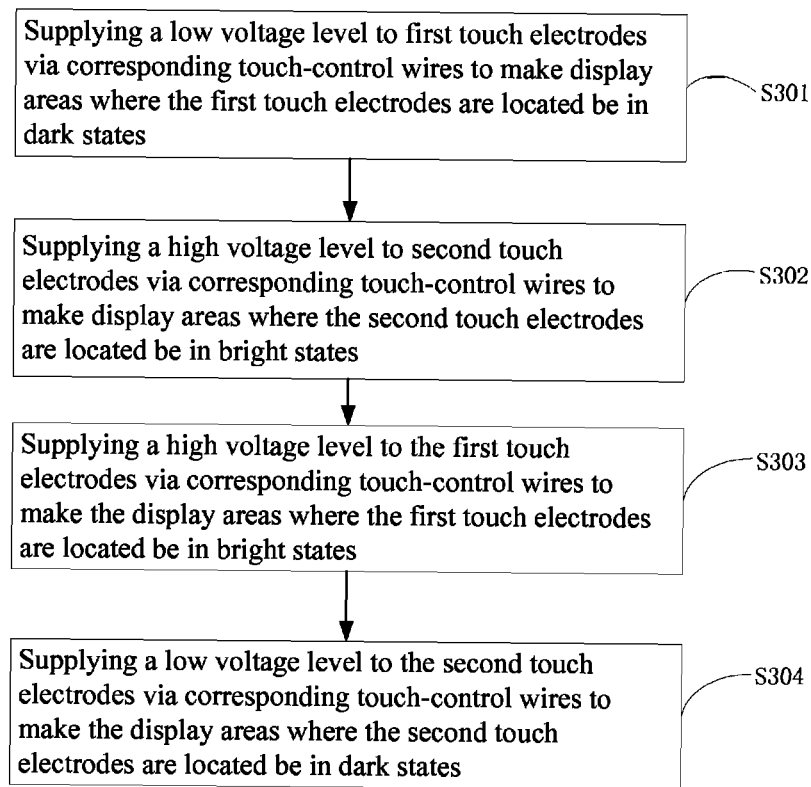 Supplying a low voltage level to first touch electrodes
via corresponding touch-control wires to make display
areas where the first touch electrodes are located be in
dark states
S301
Supplying a high voltage level to second touch
electrodes via corresponding touch-control wires to
make display areas where the second touch electrodes
are located be in bright states
S302
Supplying a high voltage level to the first touch
electrodes via corresponding touch-control wires to
make the display areas where the first touch electrodes
are located be in bright states
S303
Supplying a low voltage level to the second touch
electrodes via corresponding touch-control wires to
make the display areas where the second touch
electrodes are located be in dark states
S304